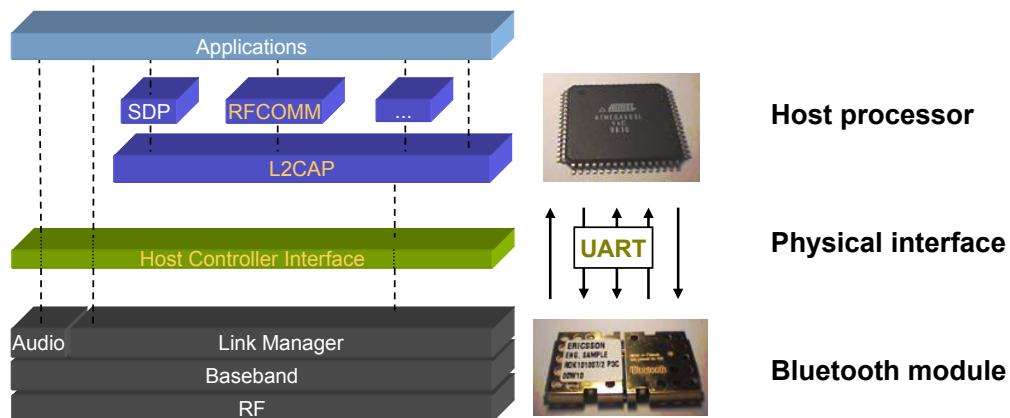 Applications
SDP
RFCOMM
...
L2CAP
Host Controller Interface
Audio
Link Manager
Baseband
RF
ATMEL
Host processor
UART
Physical interface
ERICSSON
ENG. SAMPLE
Bluetooth
Bluetooth module